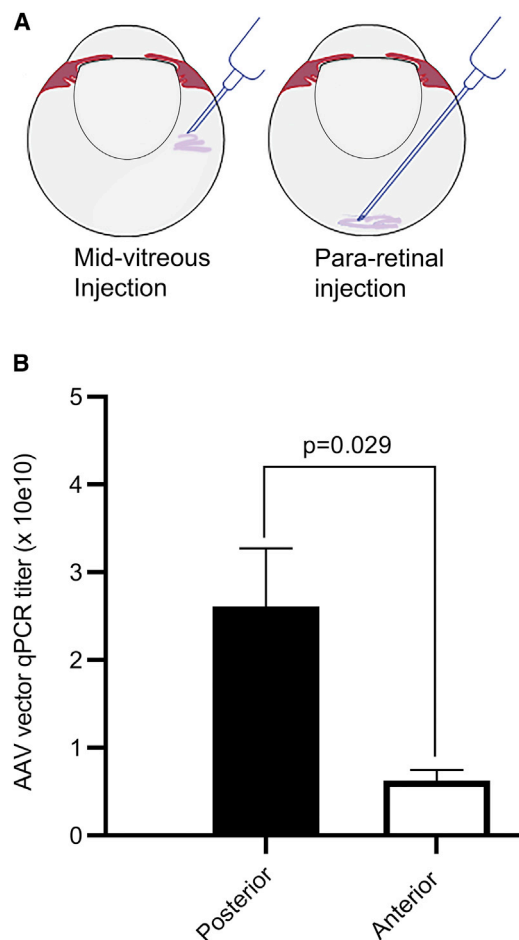 A
Mid-vitreous
Injection
Para-retinal
injection
B
AAV vector qPCR titer (x 10e10)
5
4
3
2
1
0
p=0.029
Posterior
Anterior